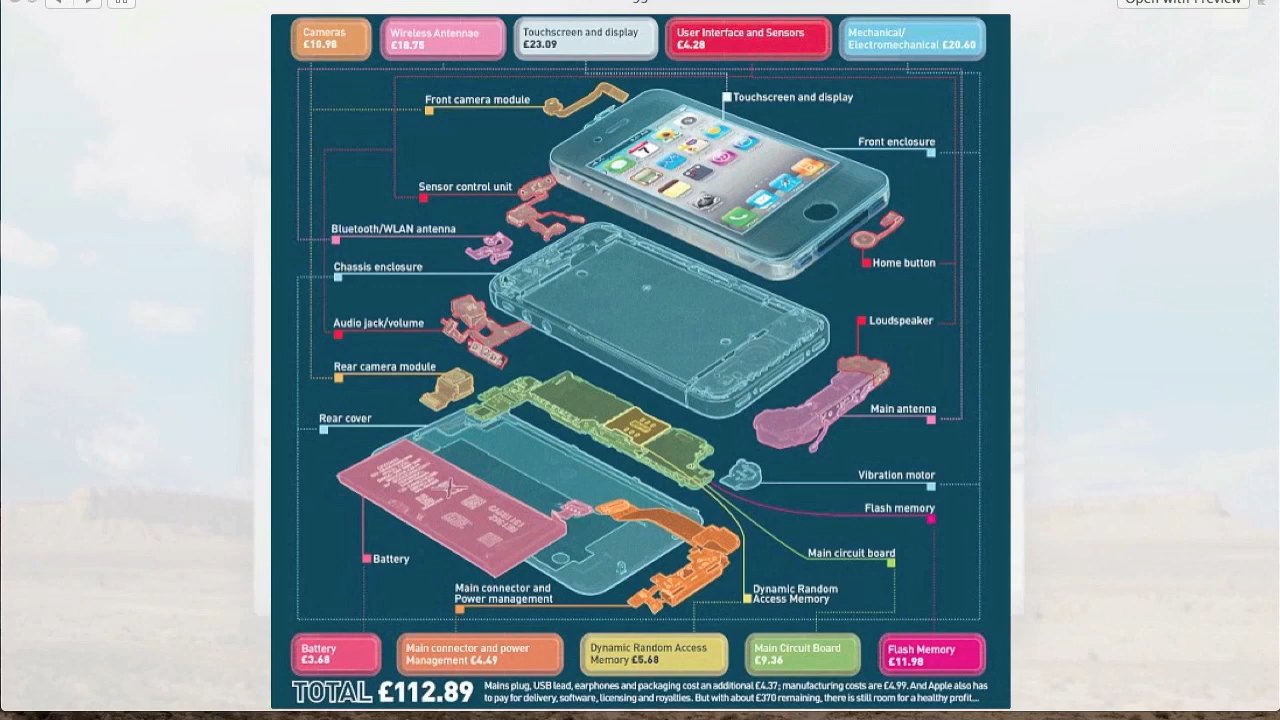 Open with Preview
Cameras
£10.98
Wireless Antennae
£18.75
Touchscreen and display
£23.09
User Interface and Sensors
£4.28
Mechanical/
Electromechanical £20.60
Front camera module
Touchscreen and display
Front enclosure
Sensor control unit
Bluetooth/WLAN antenna
Chassis enclosure
Home button
Audio jack/volume
Loudspeaker
Rear camera module
Main antenna
Rear cover
Vibration motor
Flash memory
Main circuit board
Battery
Main connector and
Power management
Dynamic Random
Access Memory
Battery
£3.68
Main connector and power
Management £4.49
Dynamic Random Access
Memory £5.68
Main Circuit Board
£9.36
Flash Memory
£11.98
TOTAL £112.89
Mains plug, USB lead, earphones and packaging cost an additional £4.37; manufacturing costs are £4.99. And Apple also has
to pay for delivery, software, licensing and royalties. But with about £370 remaining, there is still room for a healthy profit...